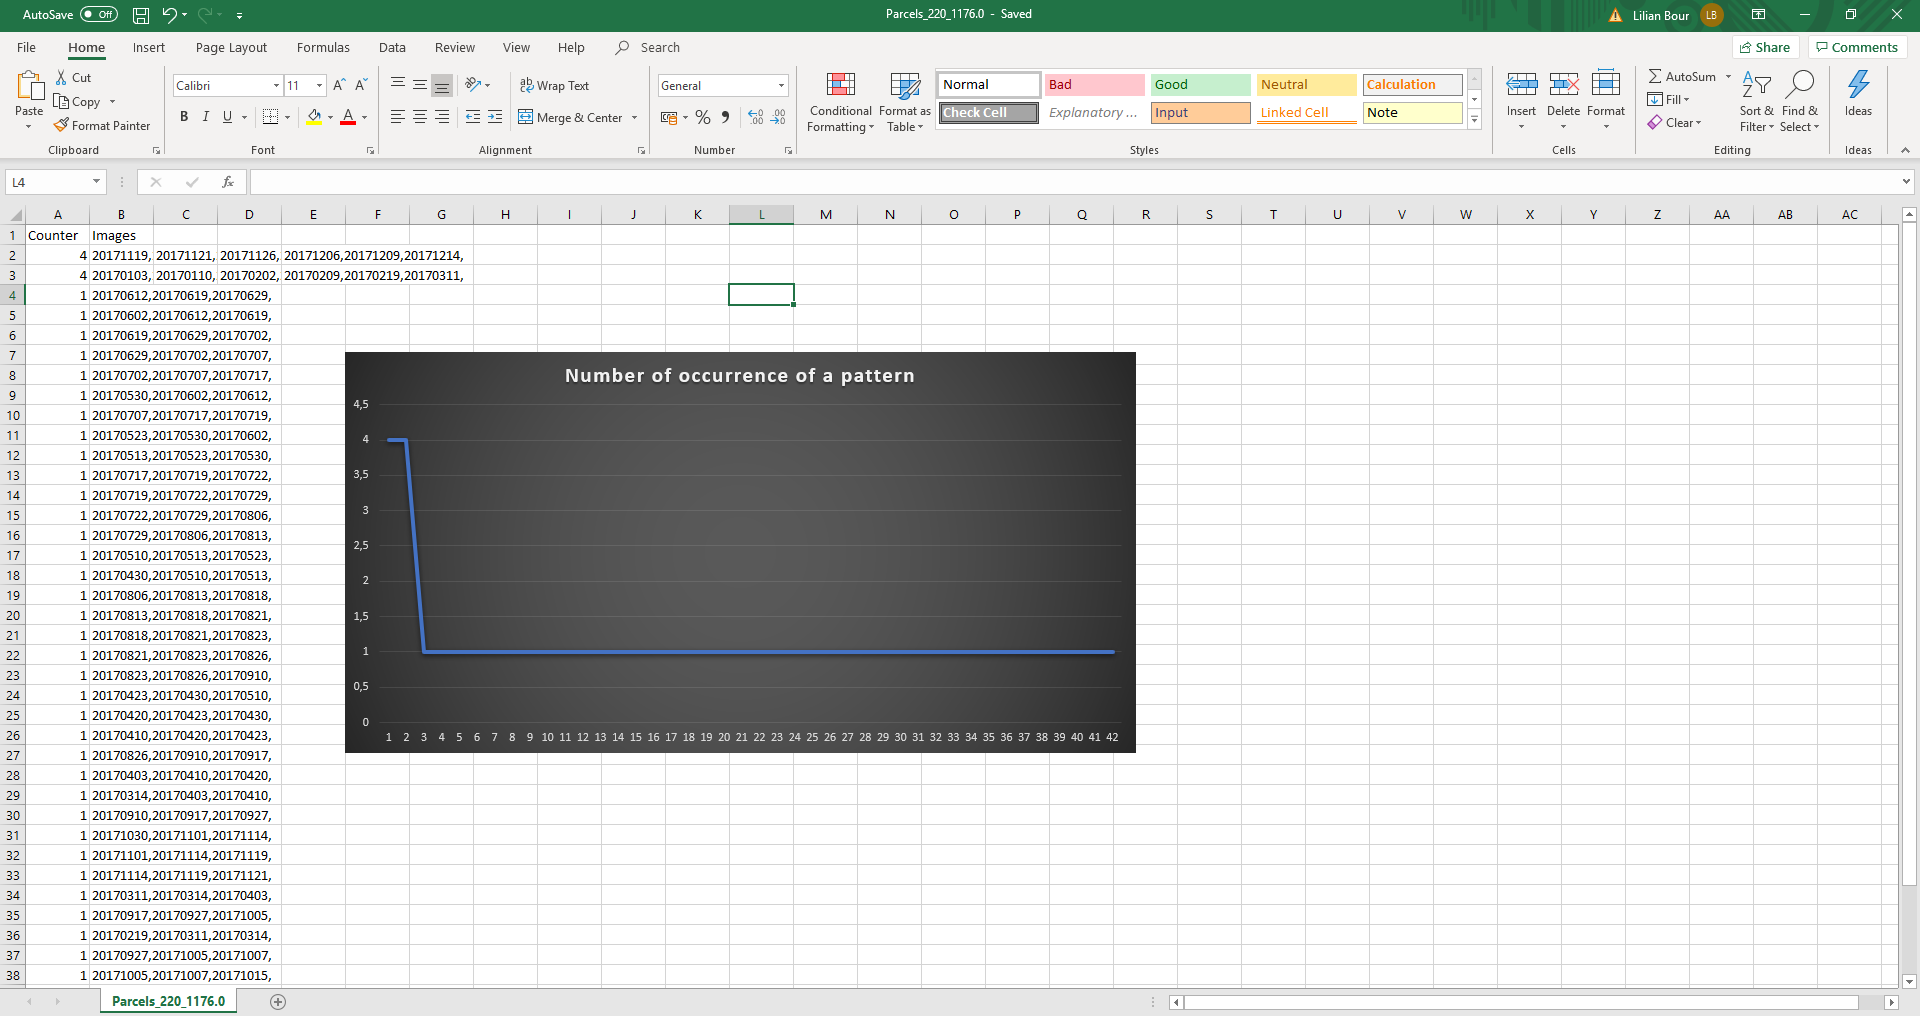 AutoSave Off Parcels_220_1176.0 - Saved Lilian Bour LB
File Home Insert Page Layout Formulas Data Review View Help Search Share Comments
Paste Cut Copy Format Painter
Clipboard
Calibri 11 A A
B I U A
Font
Wrap Text
Merge & Center
Alignment
General
% 9 ←0 .00 .00 →0
Number
Conditional Formatting Format as Table
Normal Bad Good Neutral Calculation
Check Cell Explanatory ... Input Linked Cell Note
Styles
Insert Delete Format
Cells
AutoSum Fill Clear Sort & Filter Find & Select
Editing
Ideas
Ideas
L4 fx
A B C D E F G H I J K L M N O P Q R S T U V W X Y Z AA AB AC
1 Counter Images
2 4 20171119, 20171121, 20171126, 20171206,20171209,20171214,
3 4 20170103, 20170110, 20170202, 20170209,20170219,20170311,
4 1 20170612,20170619,20170629,
5 1 20170602,20170612,20170619,
6 1 20170619,20170629,20170702,
7 1 20170629,20170702,20170707,
8 1 20170702,20170707,20170717,
9 1 20170530,20170602,20170612,
10 1 20170707,20170717,20170719,
11 1 20170523,20170530,20170602,
12 1 20170513,20170523,20170530,
13 1 20170717,20170719,20170722,
14 1 20170719,20170722,20170729,
15 1 20170722,20170729,20170806,
16 1 20170729,20170806,20170813,
17 1 20170510,20170513,20170523,
18 1 20170430,20170510,20170513,
19 1 20170806,20170813,20170818,
20 1 20170813,20170818,20170821,
21 1 20170818,20170821,20170823,
22 1 20170821,20170823,20170826,
23 1 20170823,20170826,20170910,
24 1 20170423,20170430,20170510,
25 1 20170420,20170423,20170430,
26 1 20170410,20170420,20170423,
27 1 20170826,20170910,20170917,
28 1 20170403,20170410,20170420,
29 1 20170314,20170403,20170410,
30 1 20170910,20170917,20170927,
31 1 20171030,20171101,20171114,
32 1 20171101,20171114,20171119,
33 1 20171114,20171119,20171121,
34 1 20170311,20170314,20170403,
35 1 20170917,20170927,20171005,
36 1 20170219,20170311,20170314,
37 1 20170927,20171005,20171007,
38 1 20171005,20171007,20171015,
Number of occurrence of a pattern
4,5
4
3,5
3
2,5
2
1,5
1
0,5
0
1 2 3 4 5 6 7 8 9 10 11 12 13 14 15 16 17 18 19 20 21 22 23 24 25 26 27 28 29 30 31 32 33 34 35 36 37 38 39 40 41 42
Parcels_220_1176.0